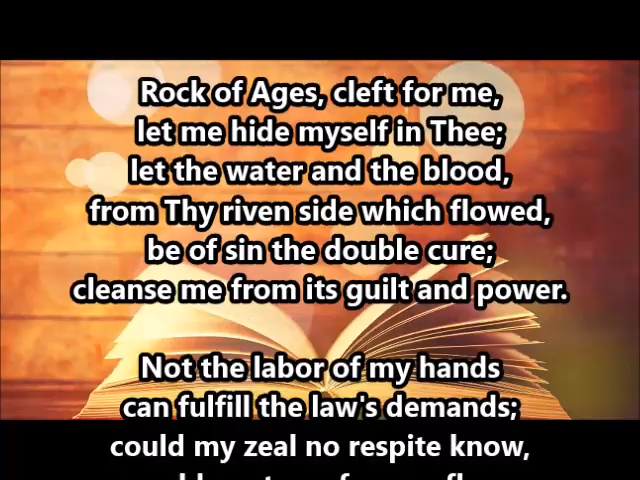 Rock of Ages, cleft for me,
let me hide myself in Thee;
let the water and the blood,
from Thy riven side which flowed,
be of sin the double cure;
cleanse me from its guilt and power.
Not the labor of my hands
can fulfill the law's demands;
could my zeal no respite know,